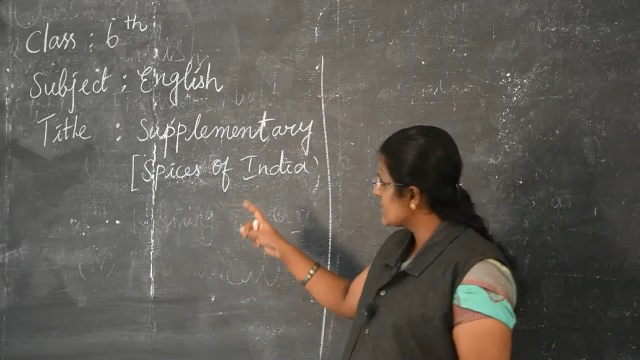 Class : 6th
Subject : English
Title : Supplementary
[Spices of India)